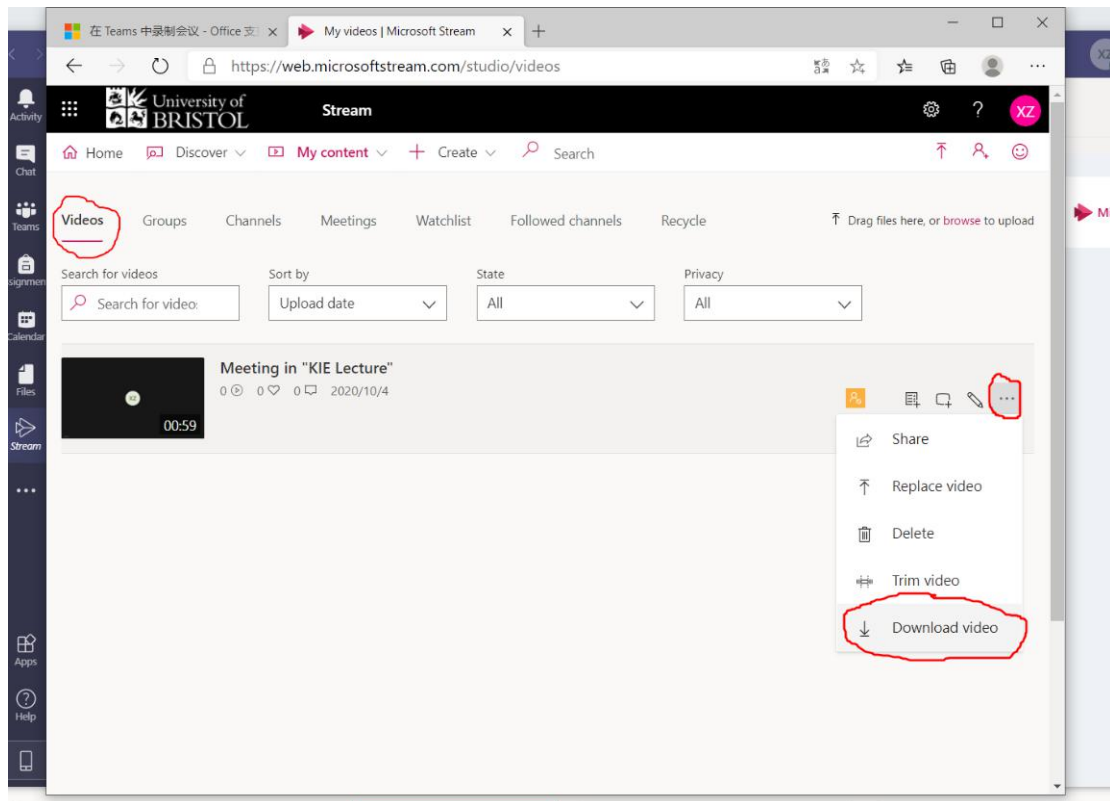 在 Teams 中录制会议 - Office 支
My videos | Microsoft Stream
https://web.microsoftstream.com/studio/videos
University of
BRISTOL
Stream
?
XZ
Home
Discover
My content
Create
Search
Videos
Groups
Channels
Meetings
Watchlist
Followed channels
Recycle
Drag files here, or browse to upload
Search for videos
Sort by
State
Privacy
Search for video:
Upload date
All
All
Meeting in "KIE Lecture"
0 0 0 2020/10/4
XZ
00:59
Share
Replace video
Delete
Trim video
Download video
Activity
Chat
Teams
signmen
Calendar
Files
Stream
Apps
Help
XZ
M